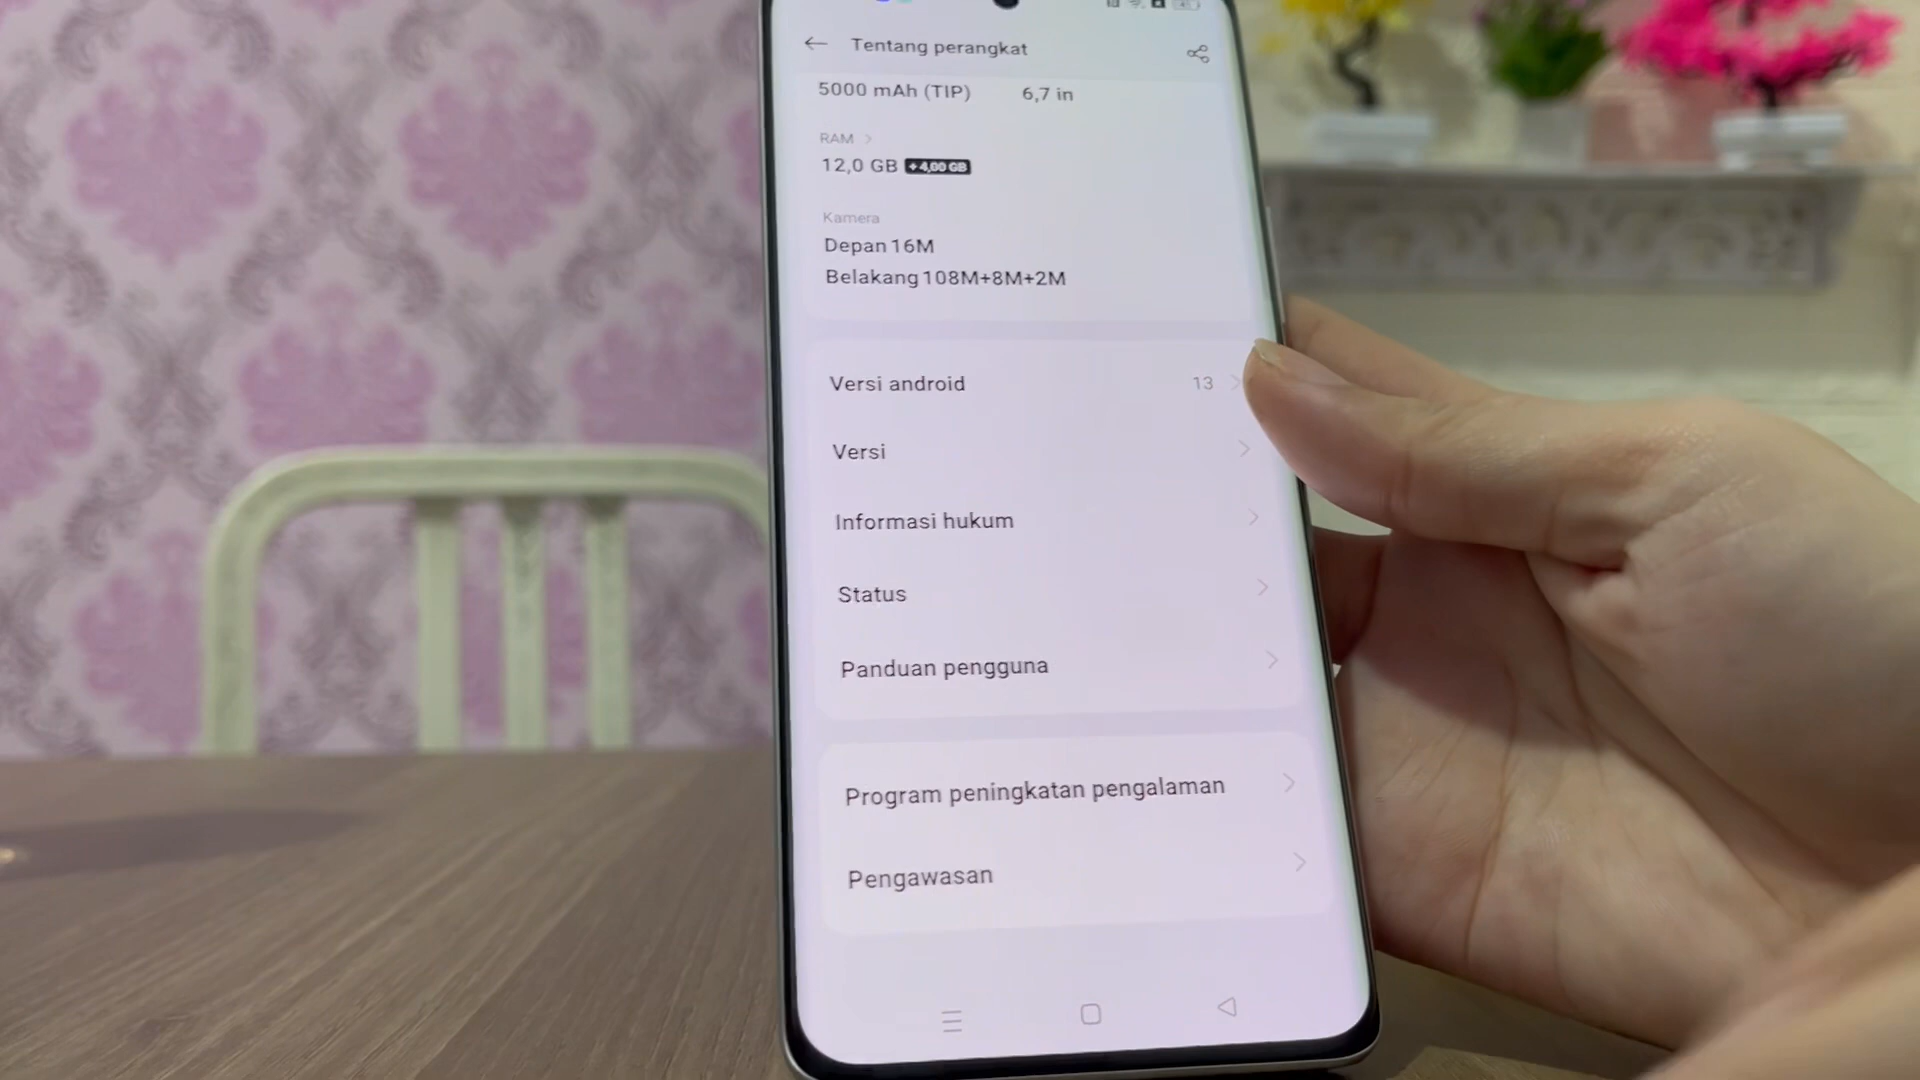 Tentang perangkat
5000 mAh (TIP) 6,7 in
RAM
12,0 GB +4,00 GB
Kamera
Depan 16M
Belakang 108M+8M+2M
Versi android 13
Versi
Informasi hukum
Status
Panduan pengguna
Program peningkatan pengalaman
Pengawasan